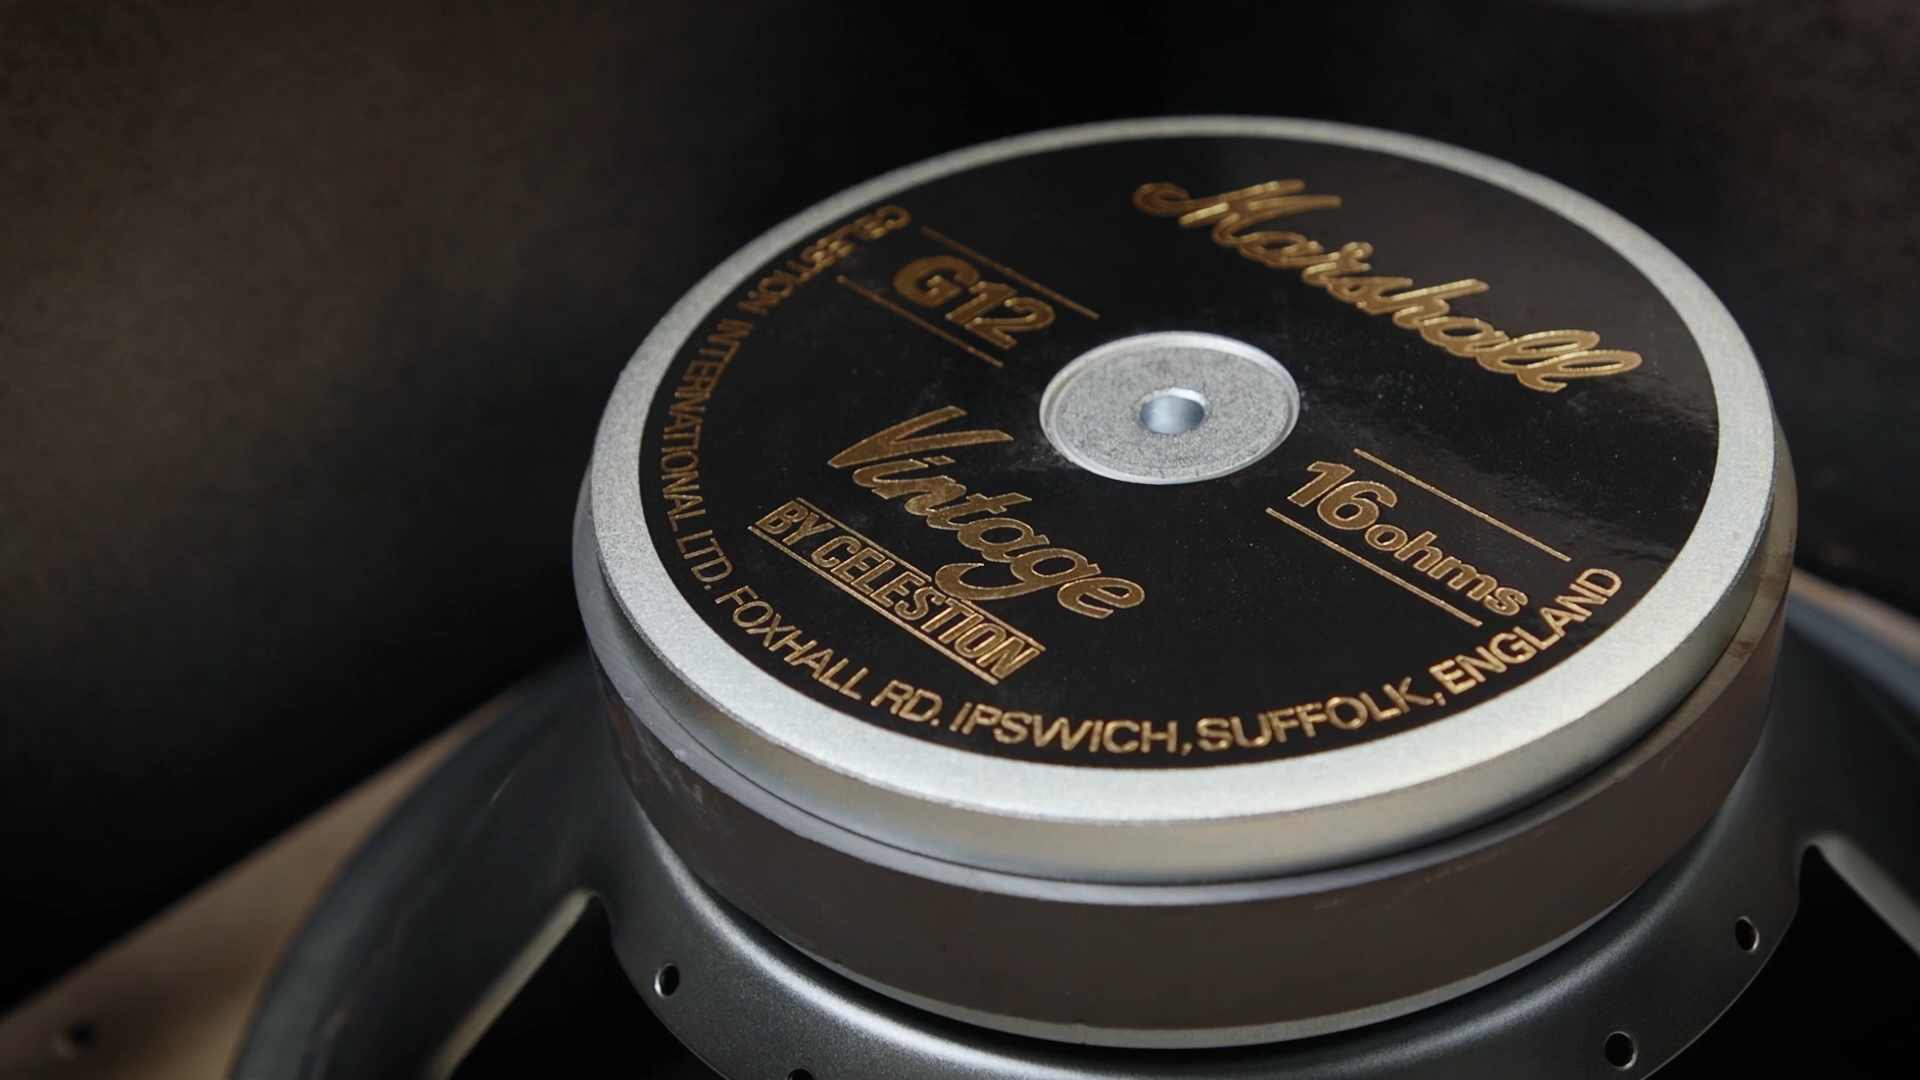 Marshall
G12
Vintage
BY CELESTION
16ohms
CELESTION INTERNATIONAL LTD. FOXHALL RD. IPSWICH, SUFFOLK, ENGLAND